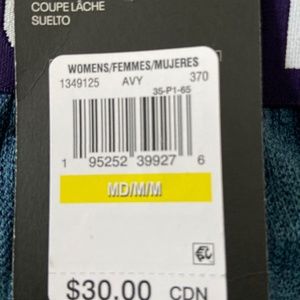 COUPE LÂCHE
SUELTO
WOMENS/FEMMES/MUJERES
1349125 AVY 370
35-P1-65
1 95252 39927 6
MD/M/M
$30.00 CDN